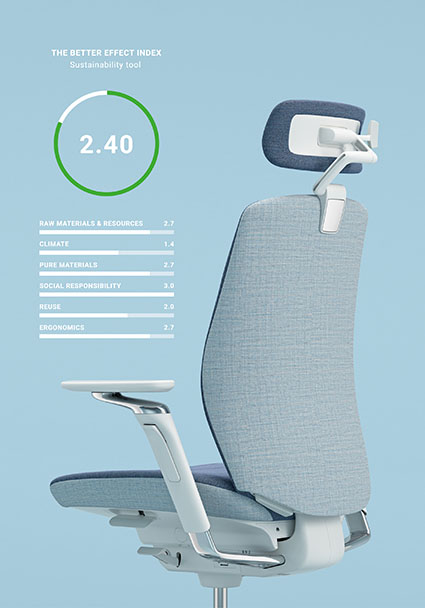 THE BETTER EFFECT INDEX
Sustainability tool
2.40
RAW MATERIALS & RESOURCES 2.7
CLIMATE 1.4
PURE MATERIALS 2.7
SOCIAL RESPONSIBILITY 3.0
REUSE 2.0
ERGONOMICS 2.7